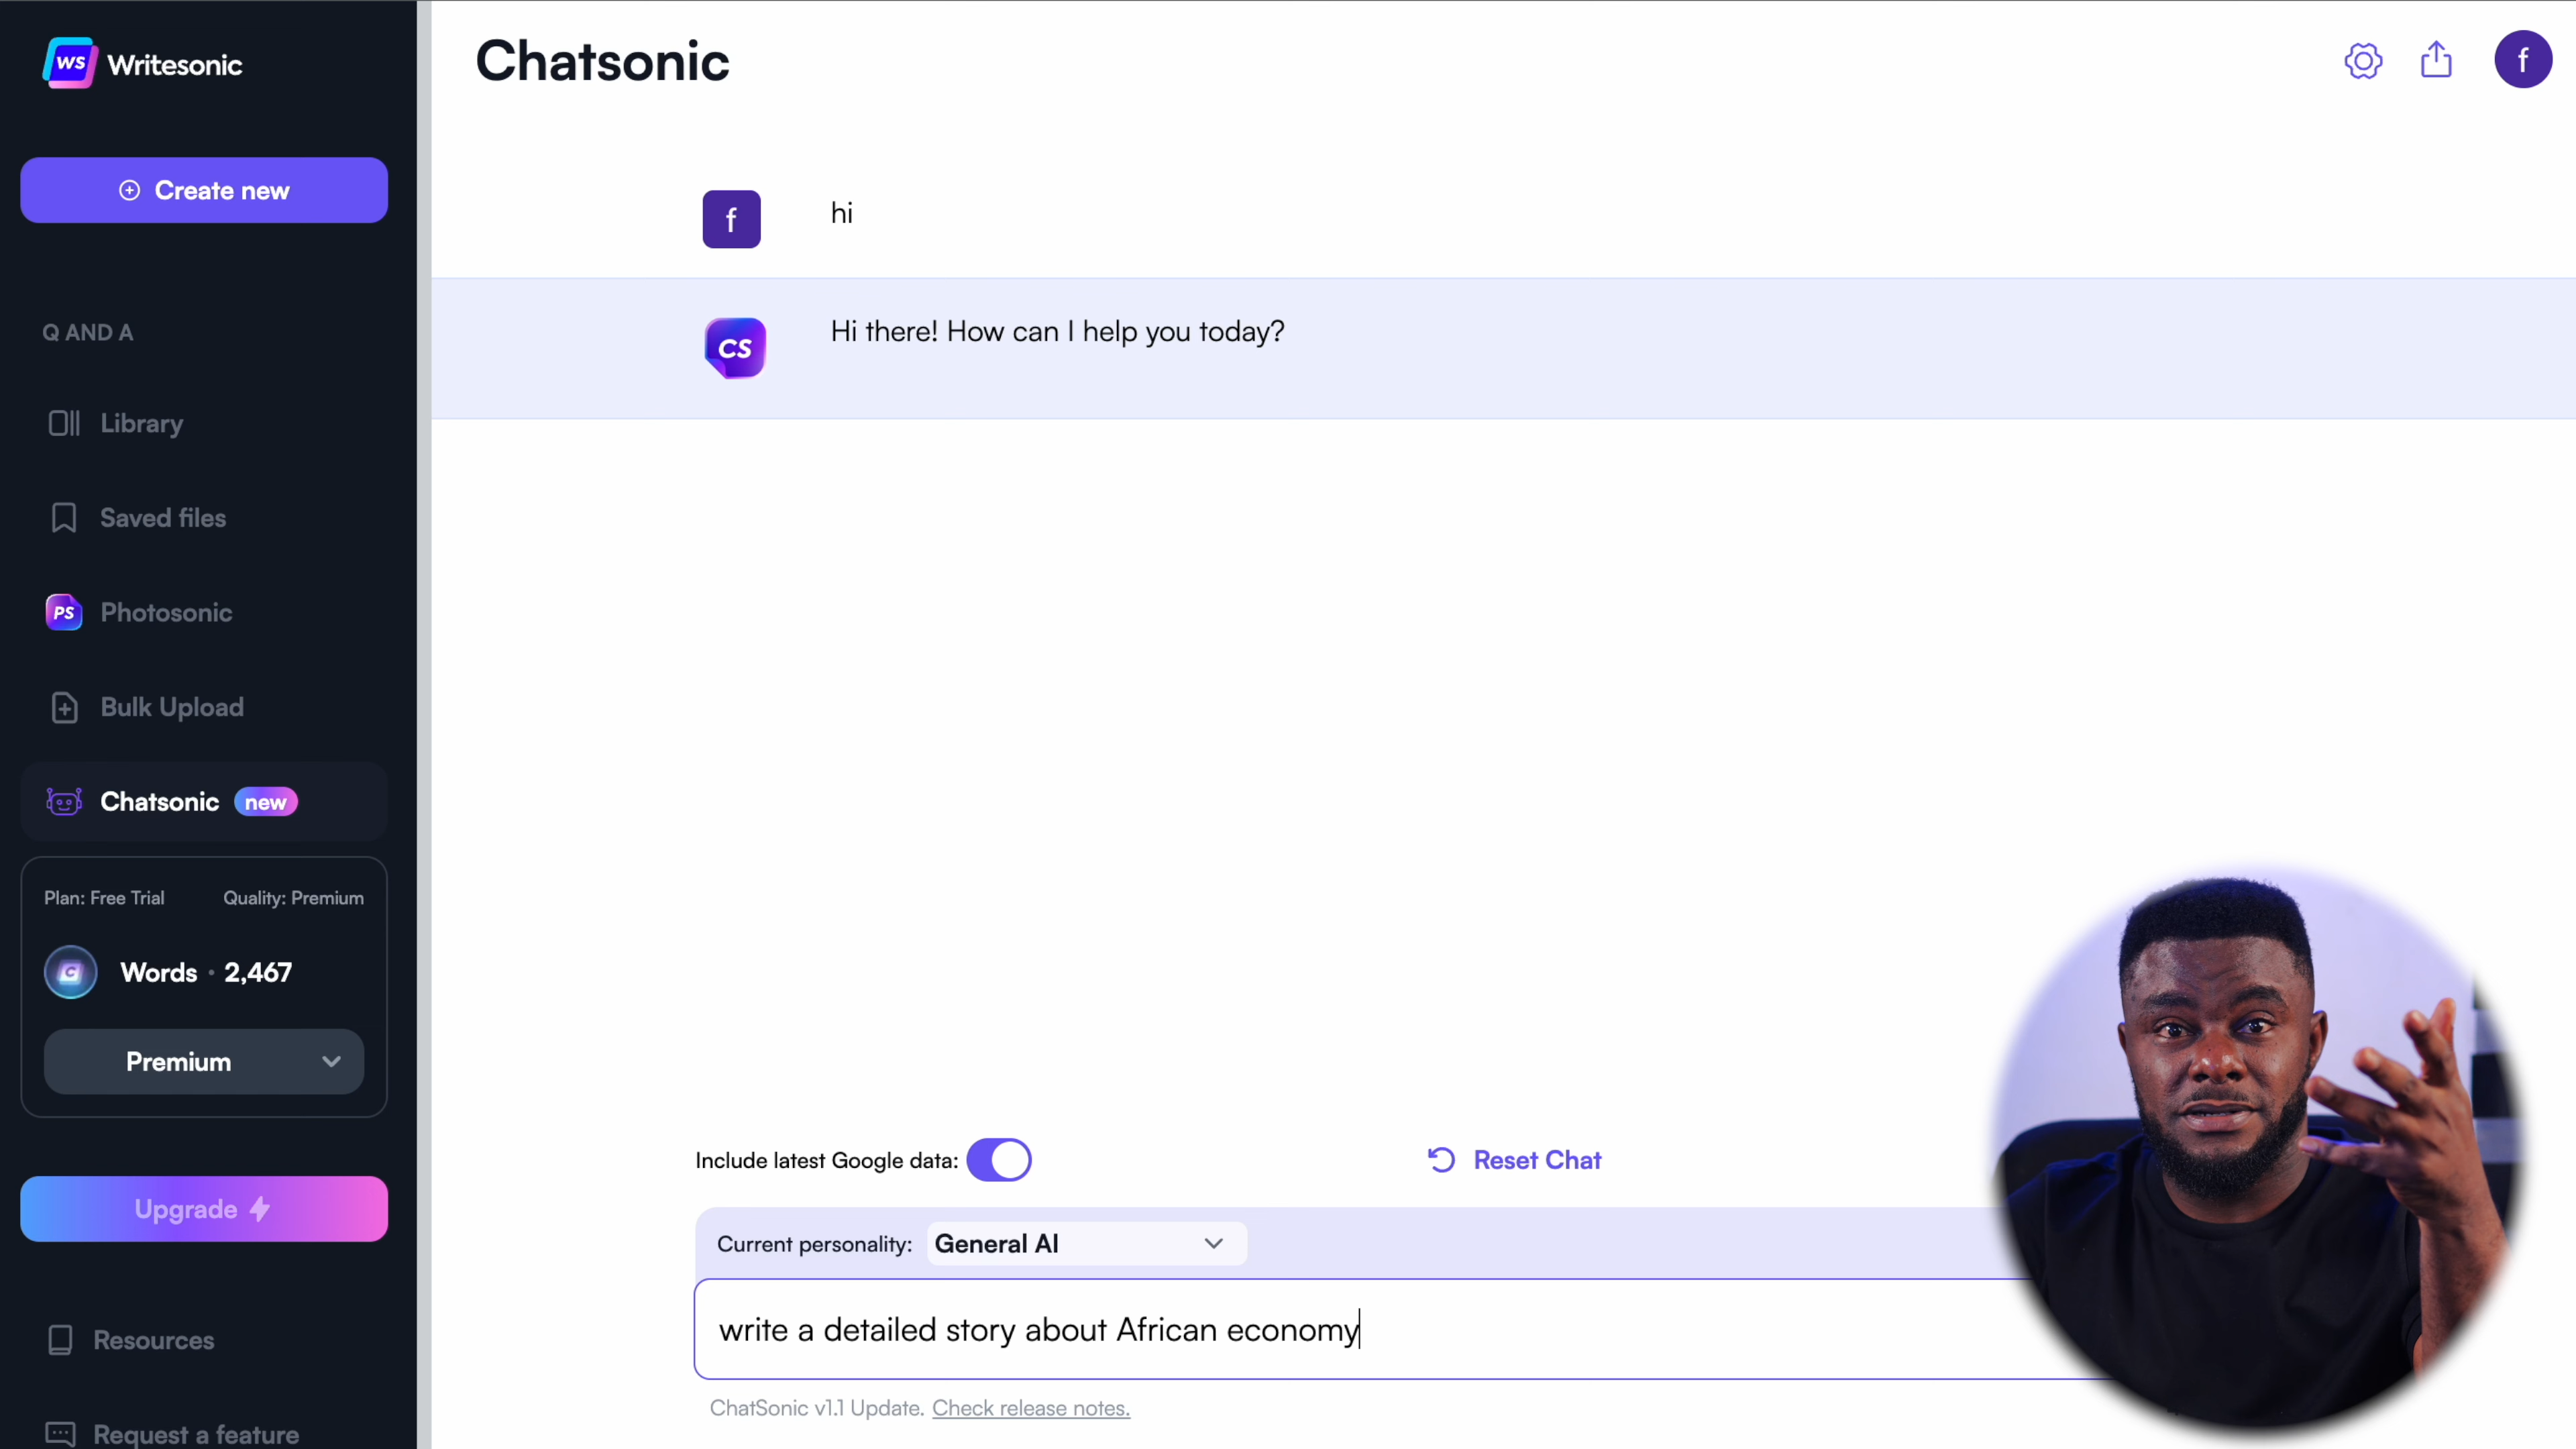 WS Writesonic
Create new
Q AND A
Library
Saved files
PS Photosonic
Bulk Upload
Chatsonic new
Plan: Free Trial Quality: Premium
C Words • 2,467
Premium
Upgrade
Resources
Request a feature
Chatsonic
f
f hi
CS Hi there! How can I help you today?
Include latest Google data:
Reset Chat
Current personality: General AI
write a detailed story about African economy
ChatSonic v1.1 Update. Check release notes.